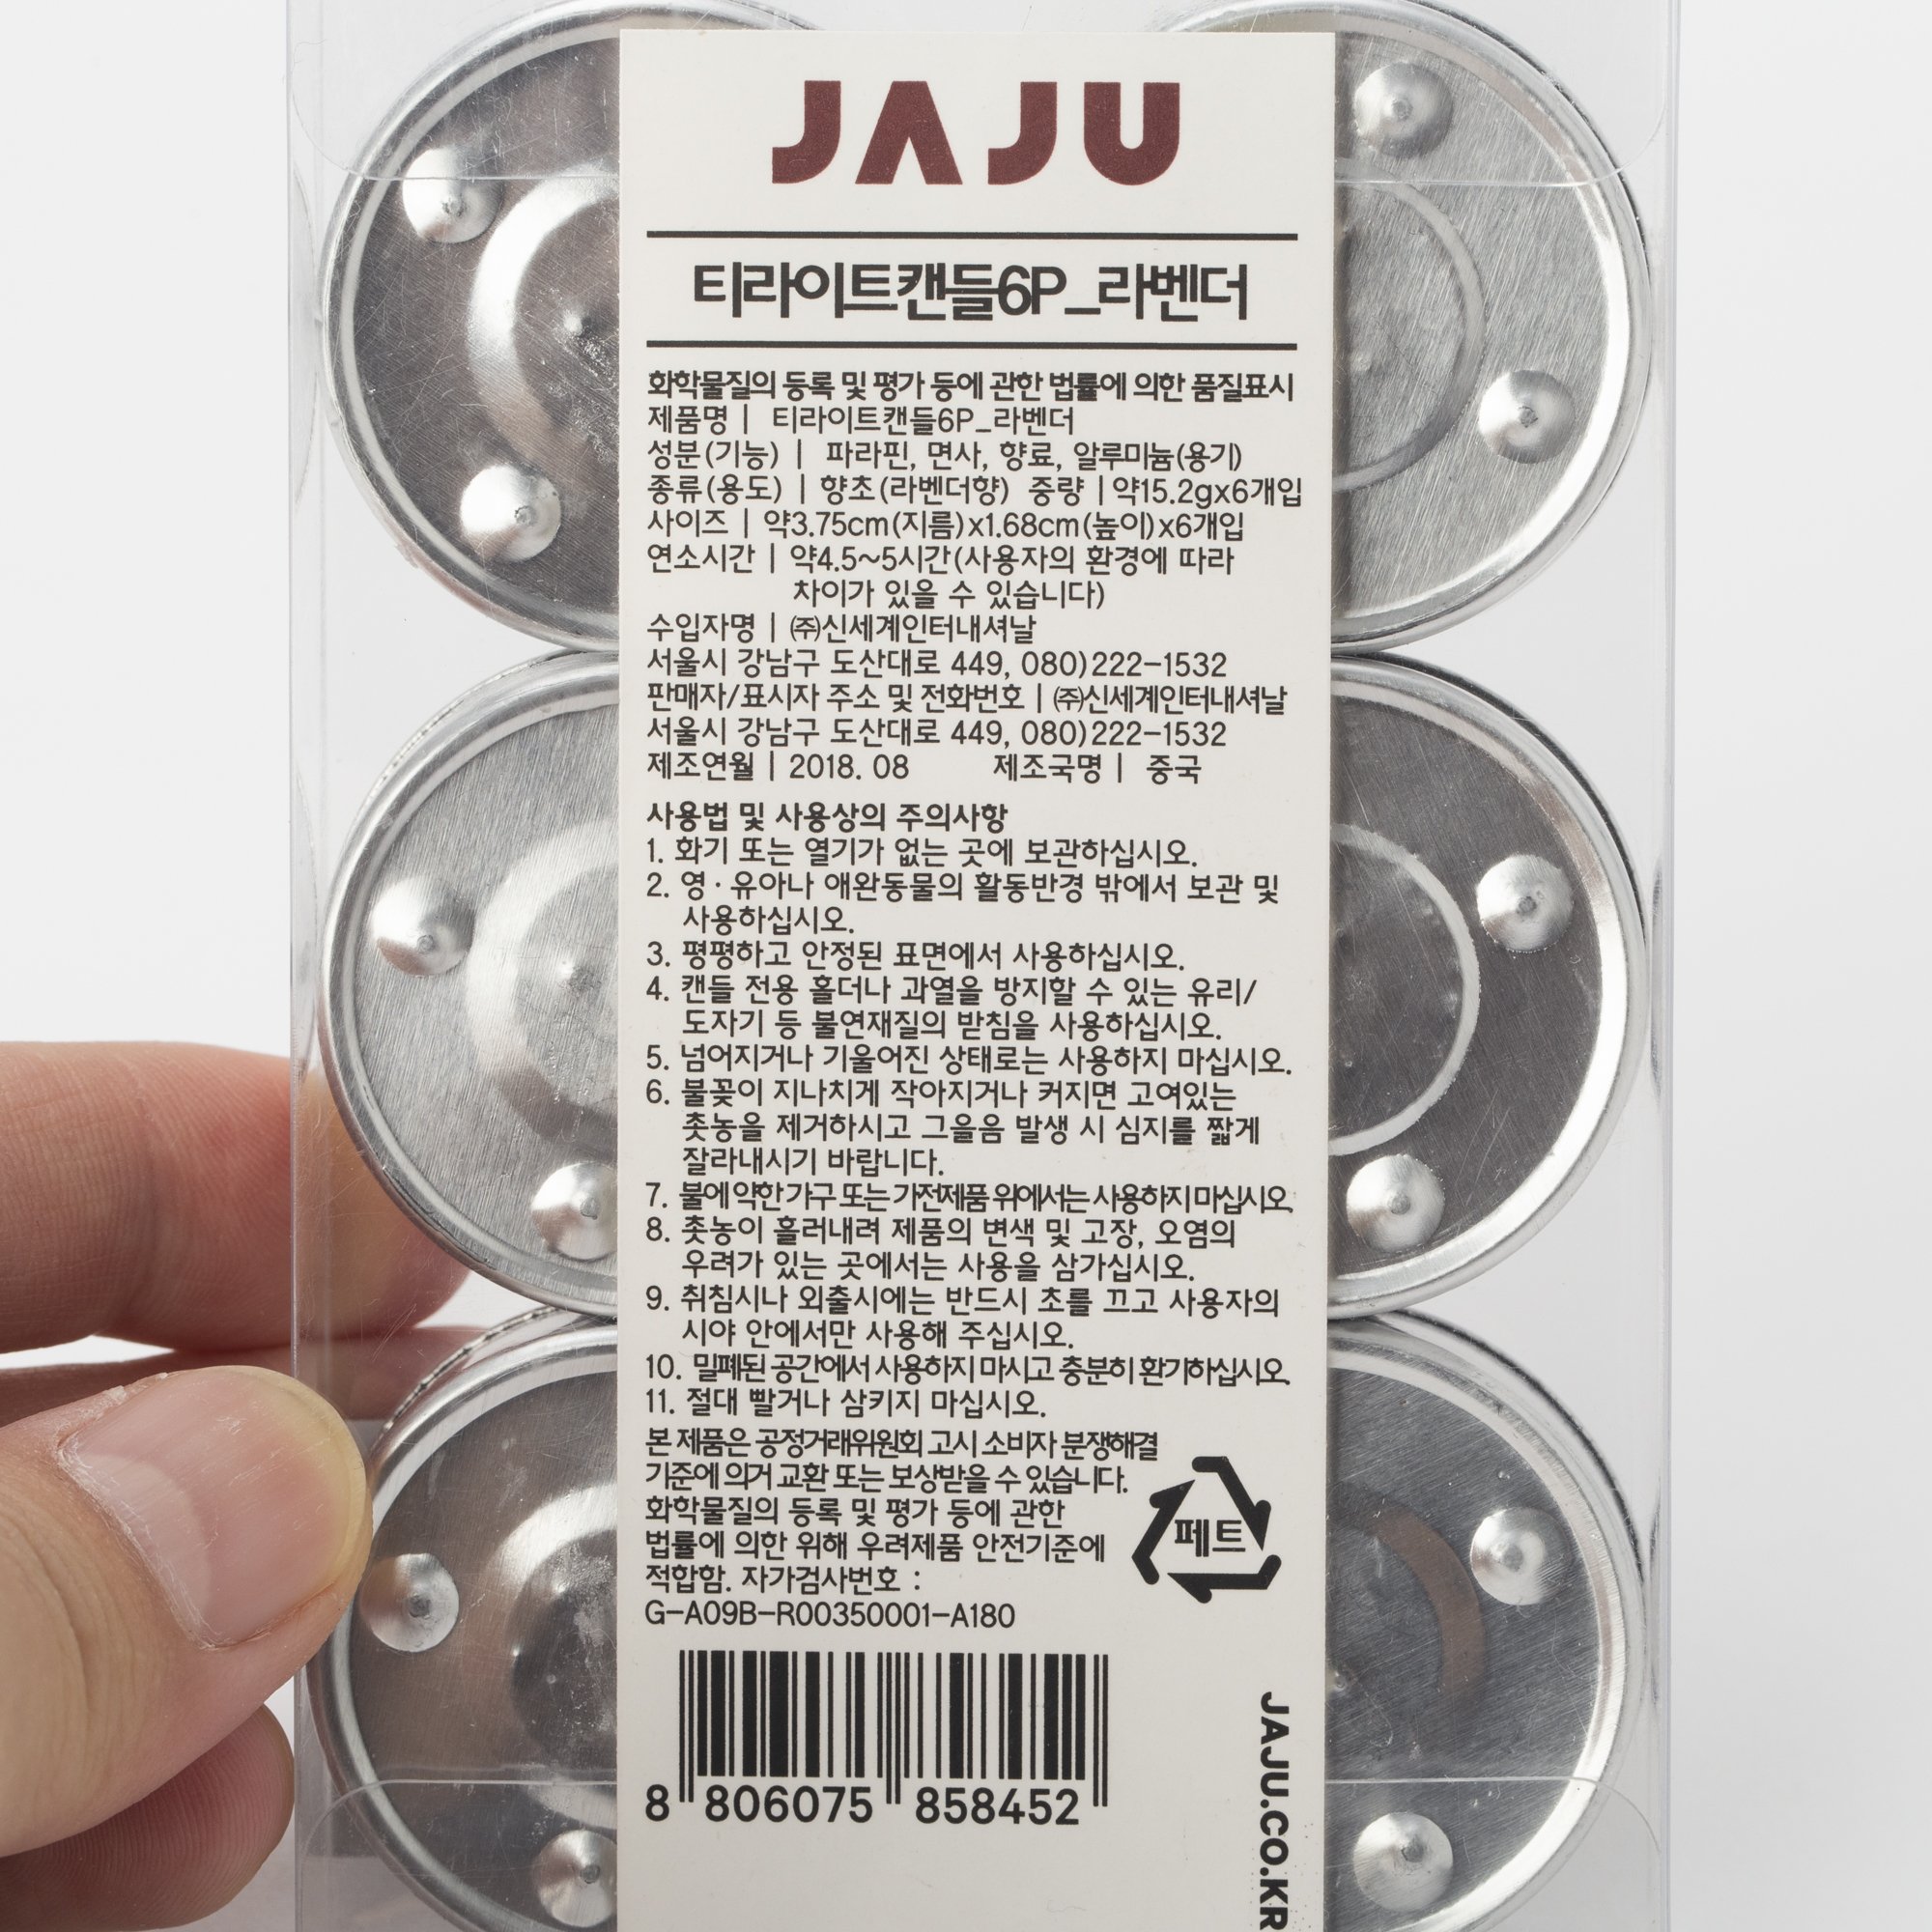 JAJU
티라이트캔들6P_라벤더
화학물질의 등록 및 평가 등에 관한 법률에 의한 품질표시
제품명 | 티라이트캔들6P_라벤더
성분(기능) | 파라핀, 면사, 향료, 알루미늄(용기)
종류(용도) | 향초(라벤더향) 중량 | 약15.2gx6개입
사이즈 | 약3.75cm(지름)x1.68cm(높이)x6개입
연소시간 | 약4.5~5시간(사용자의 환경에 따라
차이가 있을 수 있습니다)
수입자명 | ㈜신세계인터내셔날
서울시 강남구 도산대로 449, 080)222-1532
판매자/표시자 주소 및 전화번호 | ㈜신세계인터내셔날
서울시 강남구 도산대로 449, 080)222-1532
제조연월 | 2018. 08 제조국명 | 중국
사용법 및 사용상의 주의사항
1. 화기 또는 열기가 없는 곳에 보관하십시오.
2. 영·유아나 애완동물의 활동반경 밖에서 보관 및
사용하십시오.
3. 평평하고 안정된 표면에서 사용하십시오.
4. 캔들 전용 홀더나 과열을 방지할 수 있는 유리/
도자기 등 불연재질의 받침을 사용하십시오.
5. 넘어지거나 기울어진 상태로는 사용하지 마십시오.
6. 불꽃이 지나치게 작아지거나 커지면 고여있는
촛농을 제거하시고 그을음 발생 시 심지를 짧게
잘라내시기 바랍니다.
7. 불에 약한 가구 또는 가전제품 위에서는 사용하지 마십시오.
8. 촛농이 흘러내려 제품의 변색 및 고장, 오염의
우려가 있는 곳에서는 사용을 삼가십시오.
9. 취침시나 외출시에는 반드시 초를 끄고 사용자의
시야 안에서만 사용해 주십시오.
10. 밀폐된 공간에서 사용하지 마시고 충분히 환기하십시오.
11. 절대 빨거나 삼키지 마십시오.
본 제품은 공정거래위원회 고시 소비자 분쟁해결
기준에 의거 교환 또는 보상받을 수 있습니다.
화학물질의 등록 및 평가 등에 관한
법률에 의한 위해 우려제품 안전기준에
적합함. 자가검사번호 :
G-A09B-R00350001-A180
페트
8 806075 858452
JAJU.CO.KR